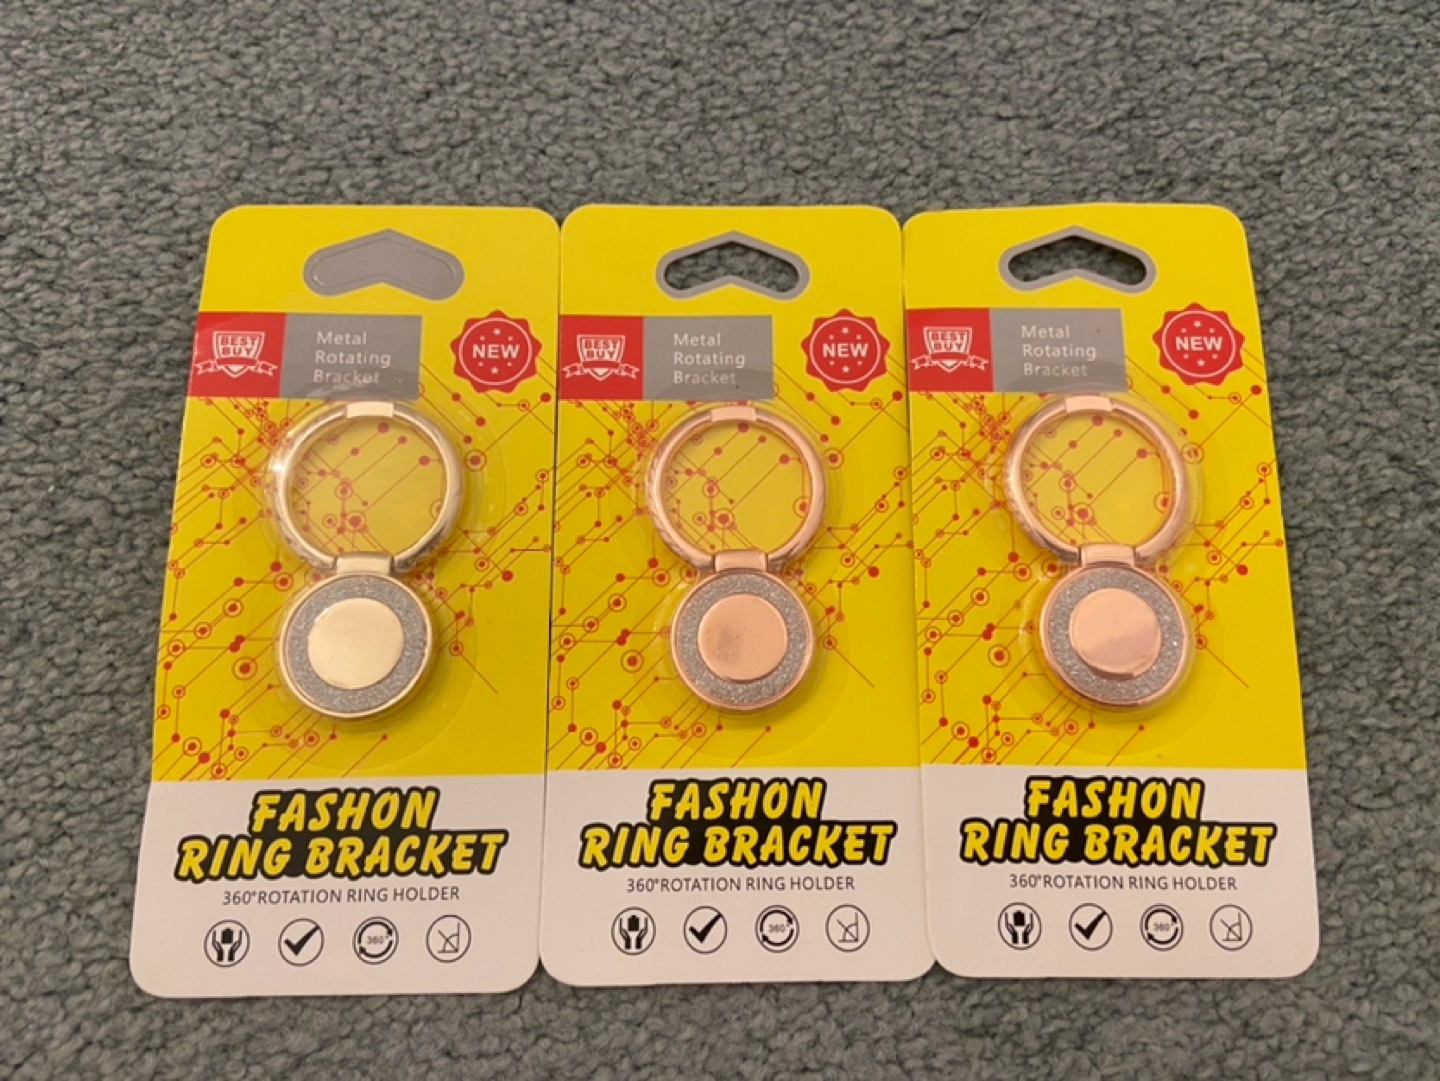 BEST
BUY
Metal
Rotating
Bracket
NEW
FASHON
RING BRACKET
360°ROTATION RING HOLDER
360°
BEST
BUY
Metal
Rotating
Bracket
NEW
FASHON
RING BRACKET
360°ROTATION RING HOLDER
360°
BEST
BUY
Metal
Rotating
Bracket
NEW
FASHON
RING BRACKET
360°ROTATION RING HOLDER
360°